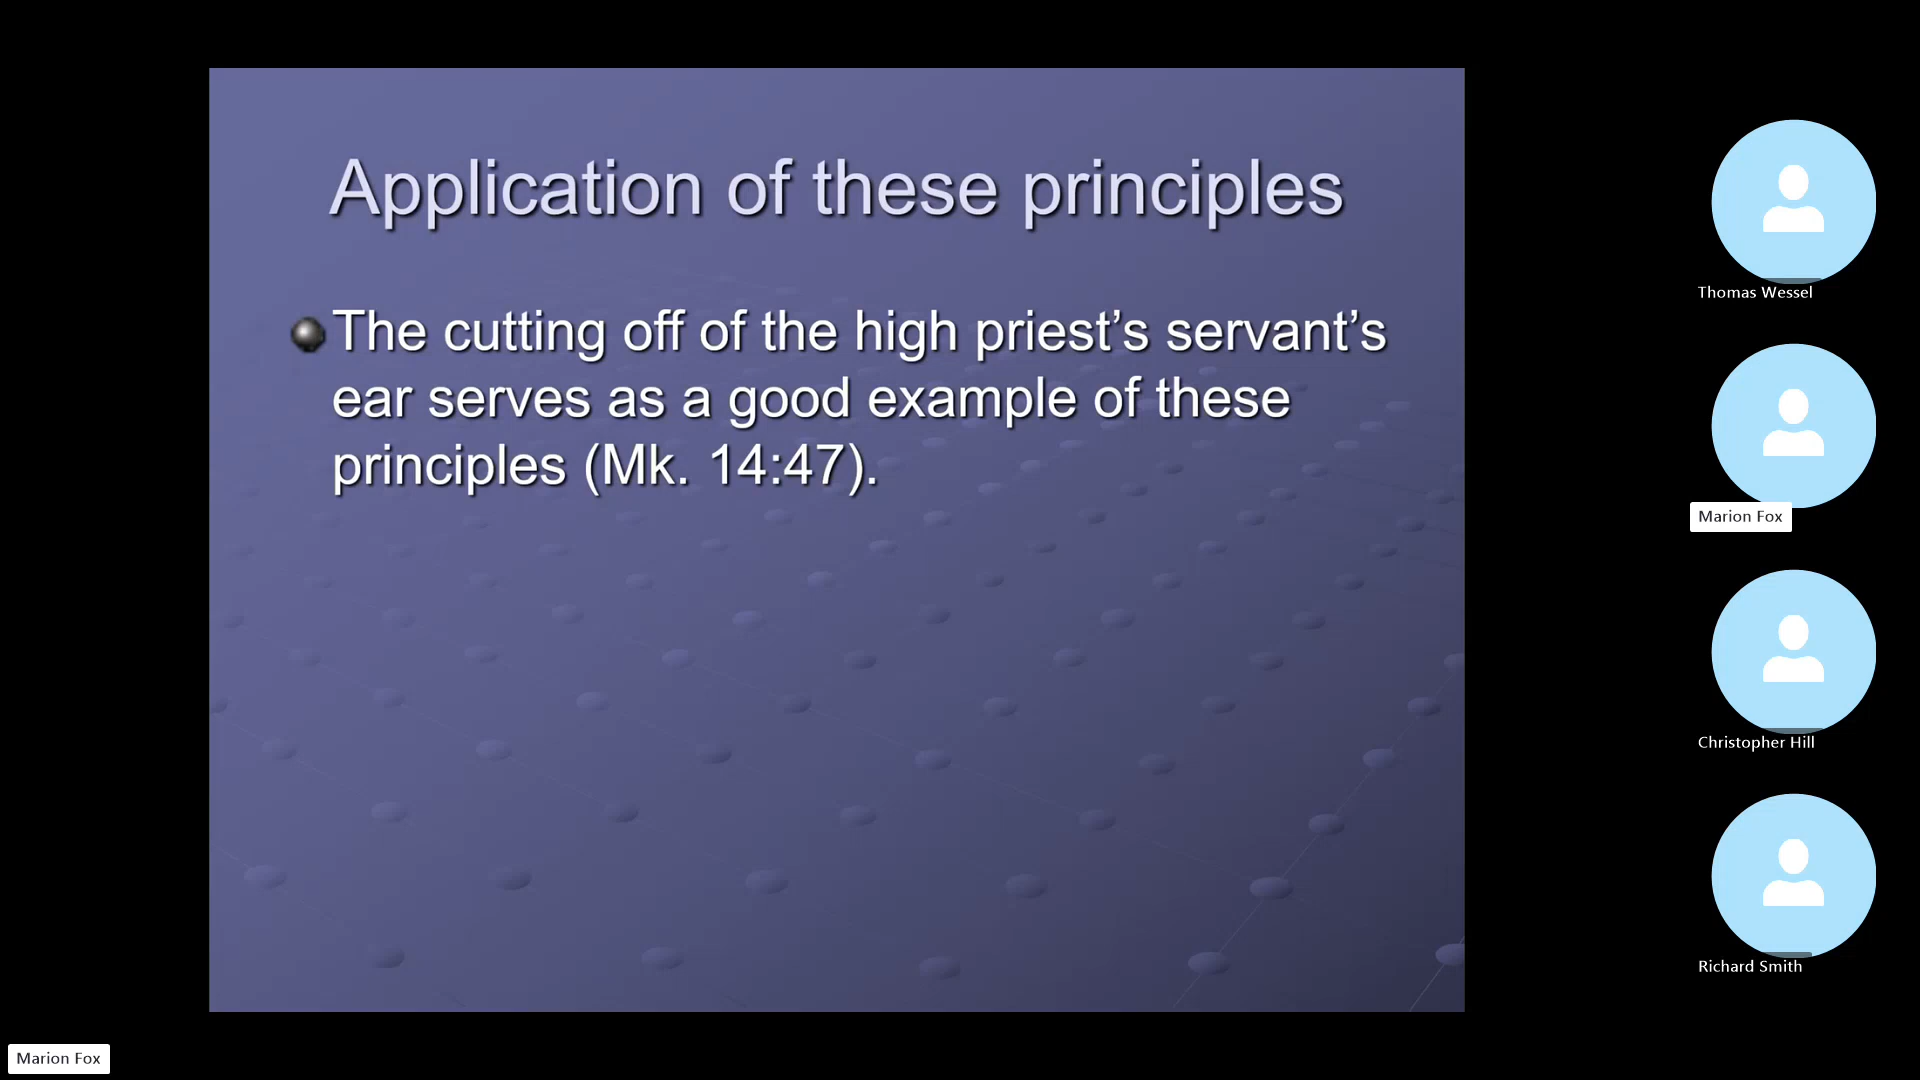 Application of these principles
The cutting off of the high priest’s servant’s
ear serves as a good example of these
principles (Mk. 14:47).
Thomas Wessel
Marion Fox
Christopher Hill
Richard Smith
Marion Fox